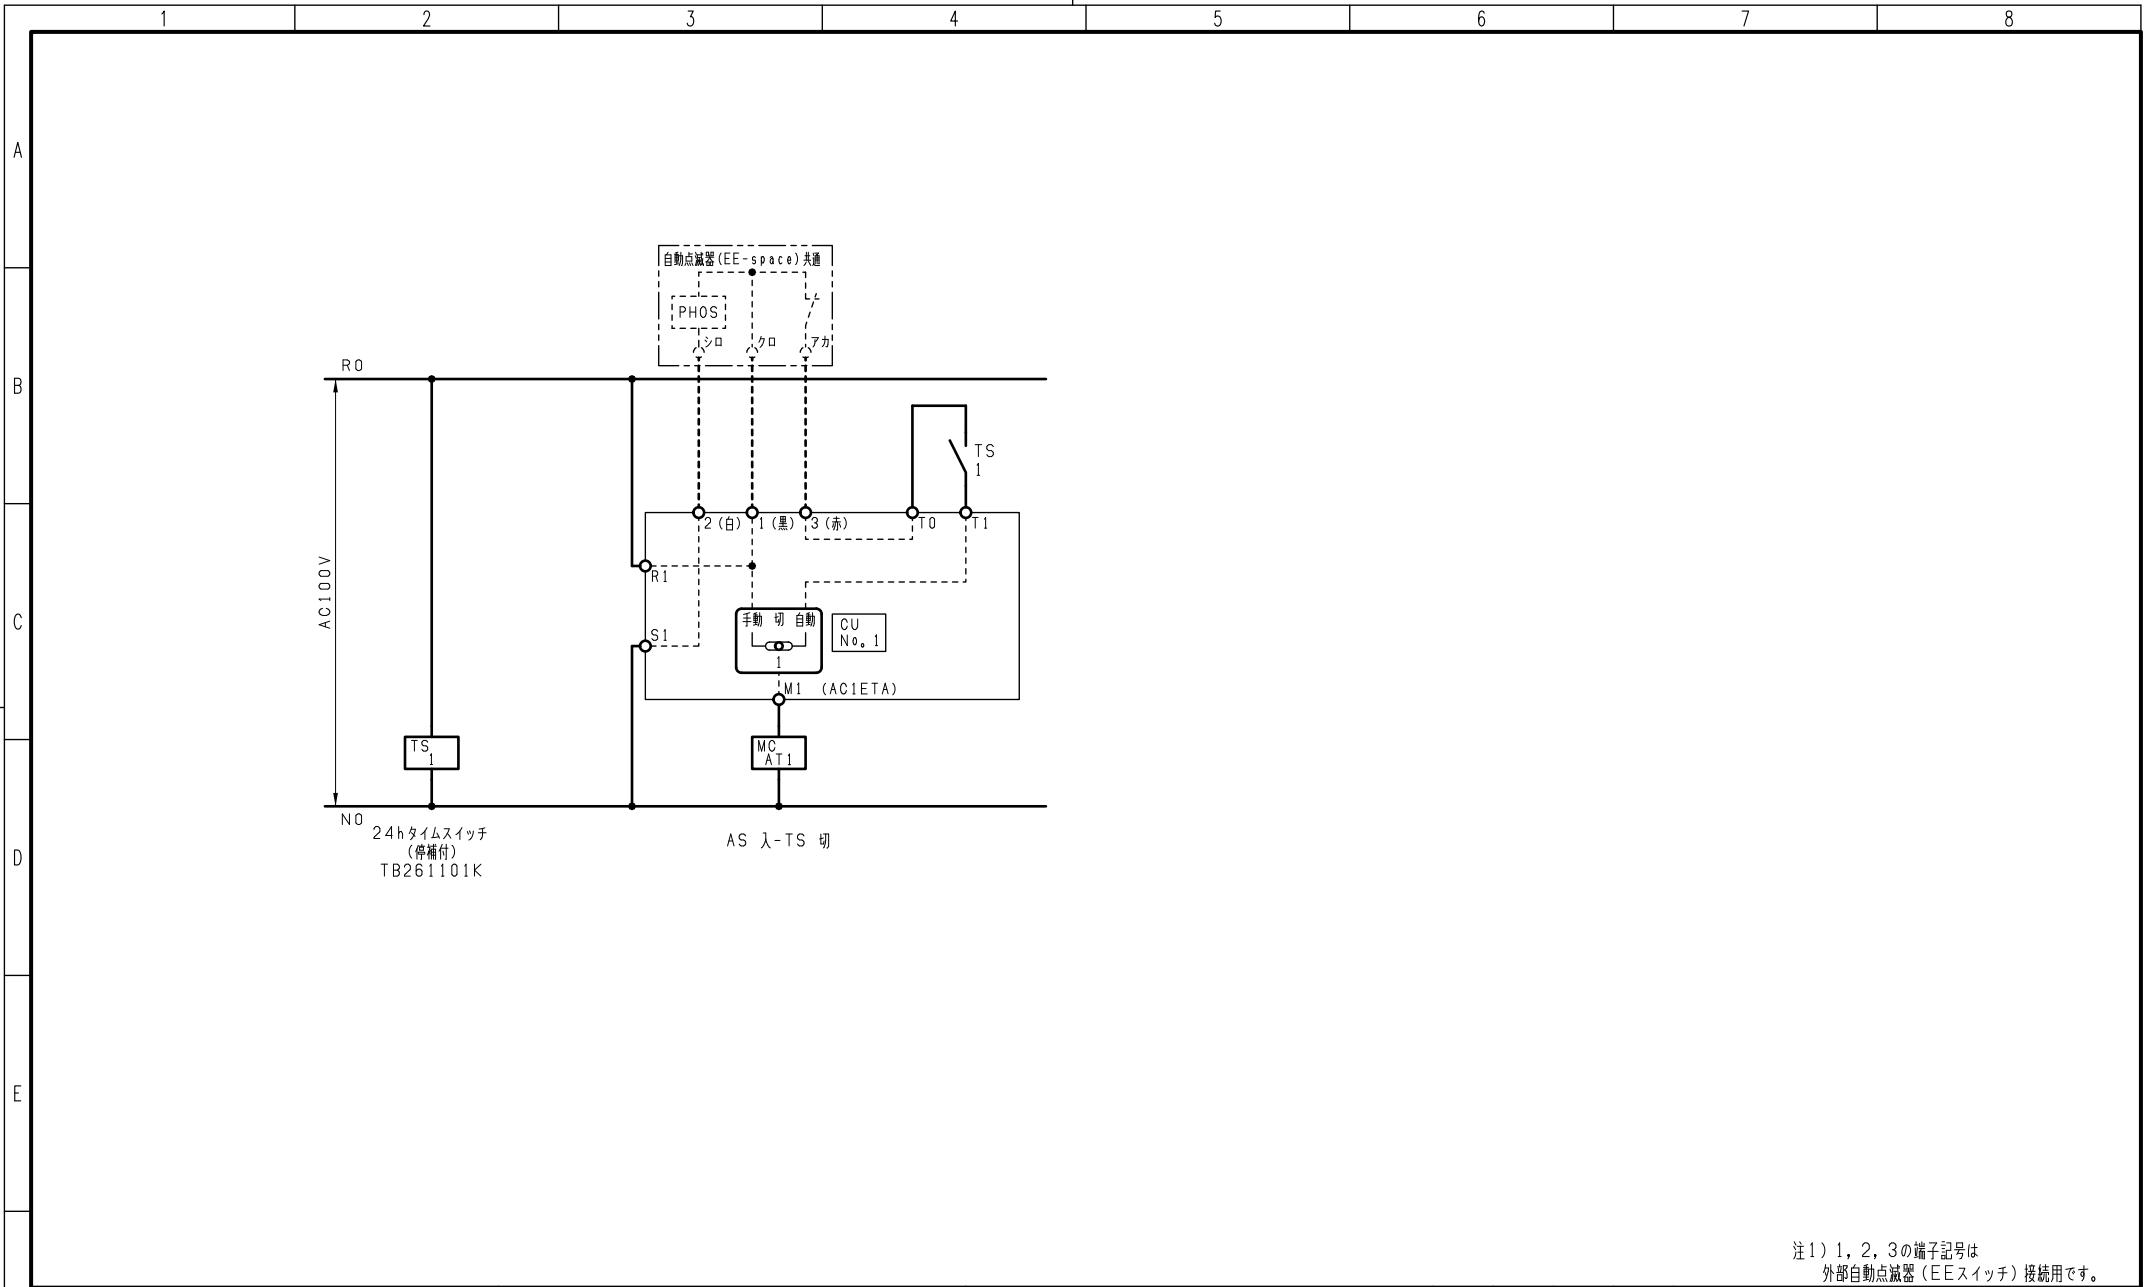 1 2 3 4 5 6 7 8
A
自動点滅器(EE-space)共通
PHOS
シロ クロ アカ
R0
B
TS
1
2(白) 1(黒) 3(赤) T0 T1
AC100V
R1
C
手動 切 自動
CU
No。1
S1
1
M1 (AC1ETA)
TS
1
MC
AT1
N0
24hタイムスイッチ
(停補付)
TB261101K
AS 入-TS 切
D
E
注1)1,2,3の端子記号は
外部自動点滅器(EEスイッチ)接続用です。